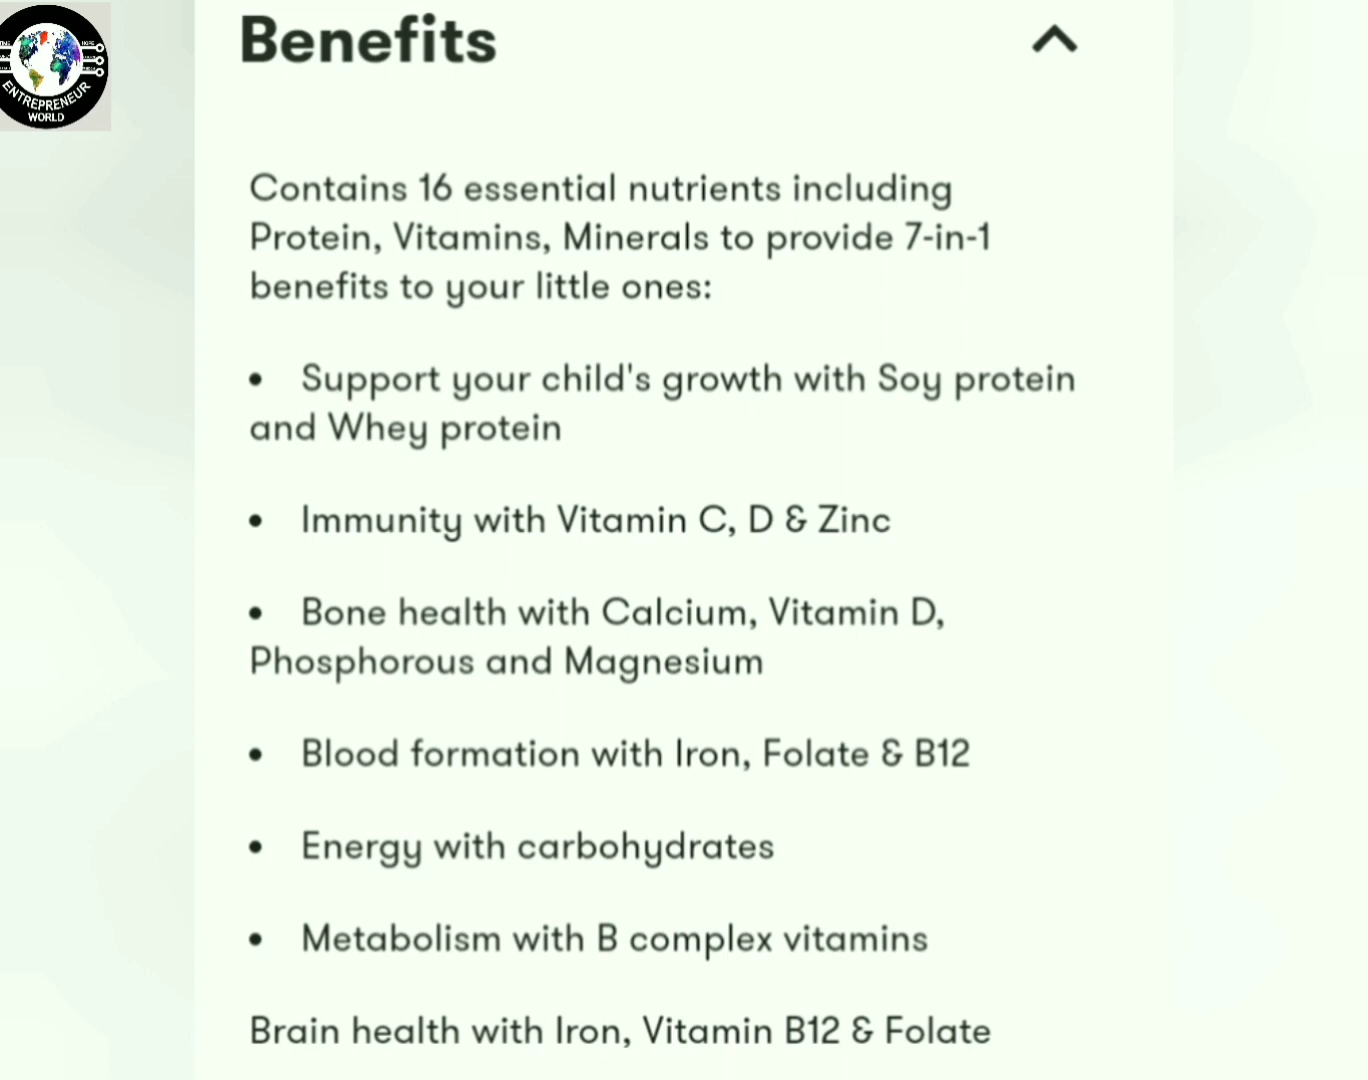 ENTREPRENEUR
WORLD
Benefits
Contains 16 essential nutrients including
Protein, Vitamins, Minerals to provide 7-in-1
benefits to your little ones:
• Support your child's growth with Soy protein
and Whey protein
• Immunity with Vitamin C, D & Zinc
• Bone health with Calcium, Vitamin D,
Phosphorous and Magnesium
• Blood formation with Iron, Folate & B12
• Energy with carbohydrates
• Metabolism with B complex vitamins
Brain health with Iron, Vitamin B12 & Folate